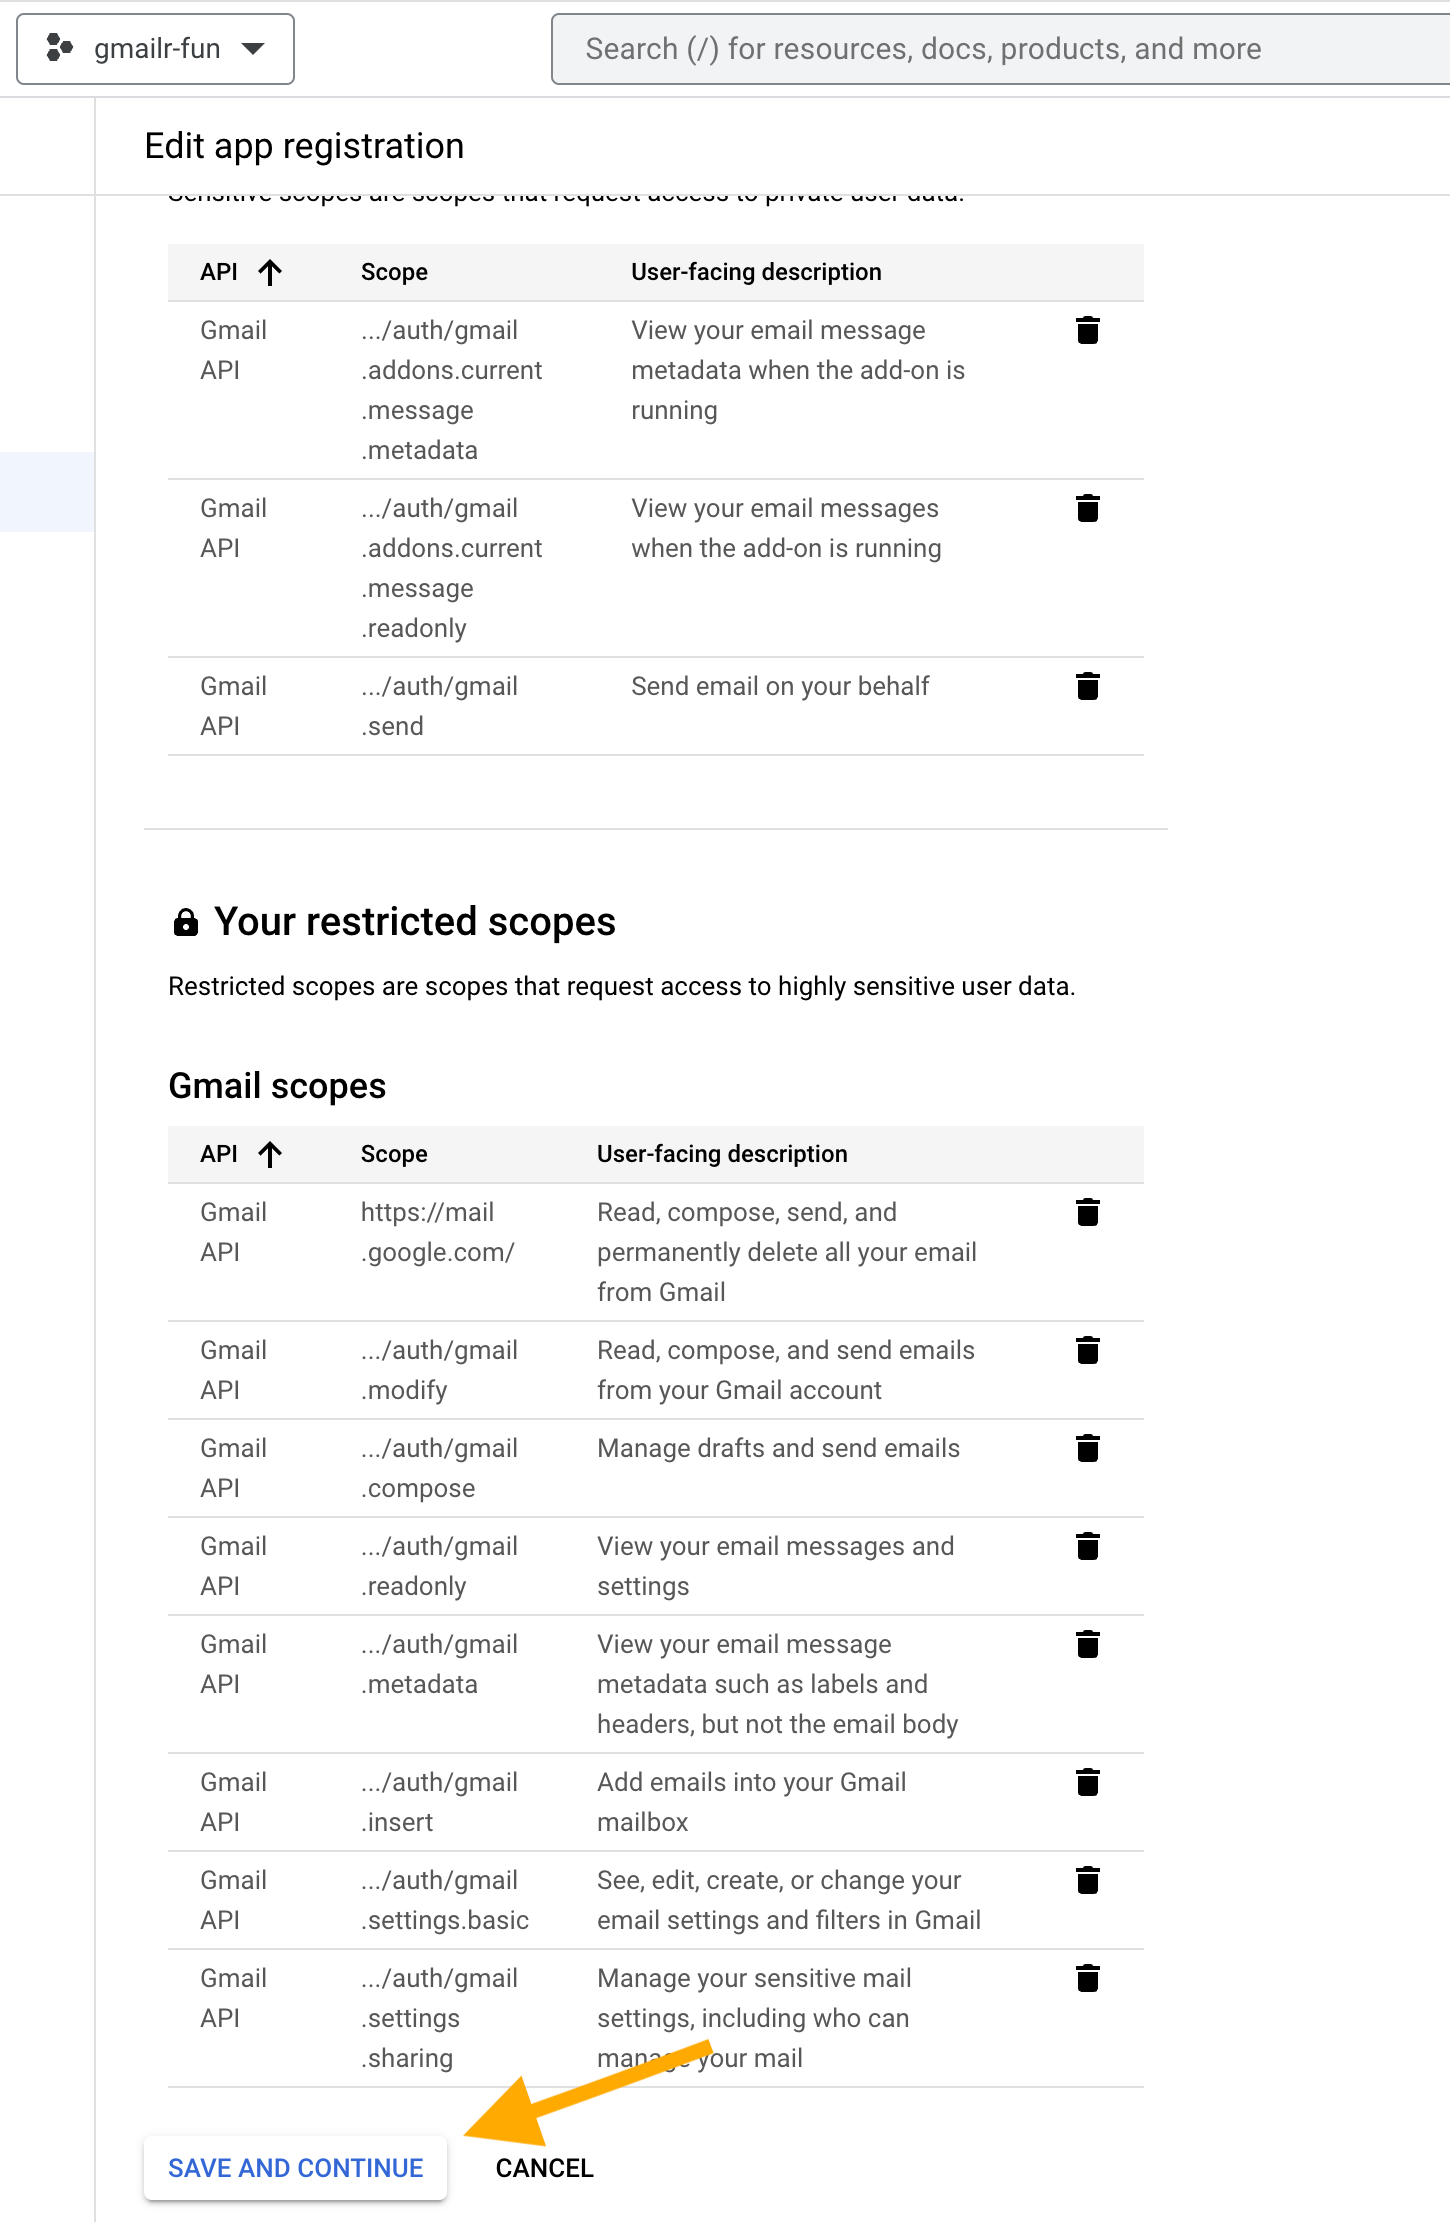 gmailr-fun
Search (/) for resources, docs, products, and more
Edit app registration
Sensitive scopes are scopes that request access to private user data.
API Scope User-facing description
Gmail .../auth/gmail View your email message
API .addons.current metadata when the add-on is
.message running
.metadata
Gmail .../auth/gmail View your email messages
API .addons.current when the add-on is running
.message
.readonly
Gmail .../auth/gmail Send email on your behalf
API .send
Your restricted scopes
Restricted scopes are scopes that request access to highly sensitive user data.
Gmail scopes
API Scope User-facing description
Gmail https://mail Read, compose, send, and
API .google.com/ permanently delete all your email
from Gmail
Gmail .../auth/gmail Read, compose, and send emails
API .modify from your Gmail account
Gmail .../auth/gmail Manage drafts and send emails
API .compose
Gmail .../auth/gmail View your email messages and
API .readonly settings
Gmail .../auth/gmail View your email message
API .metadata metadata such as labels and
headers, but not the email body
Gmail .../auth/gmail Add emails into your Gmail
API .insert mailbox
Gmail .../auth/gmail See, edit, create, or change your
API .settings.basic email settings and filters in Gmail
Gmail .../auth/gmail Manage your sensitive mail
API .settings settings, including who can
.sharing manage your mail
SAVE AND CONTINUE CANCEL